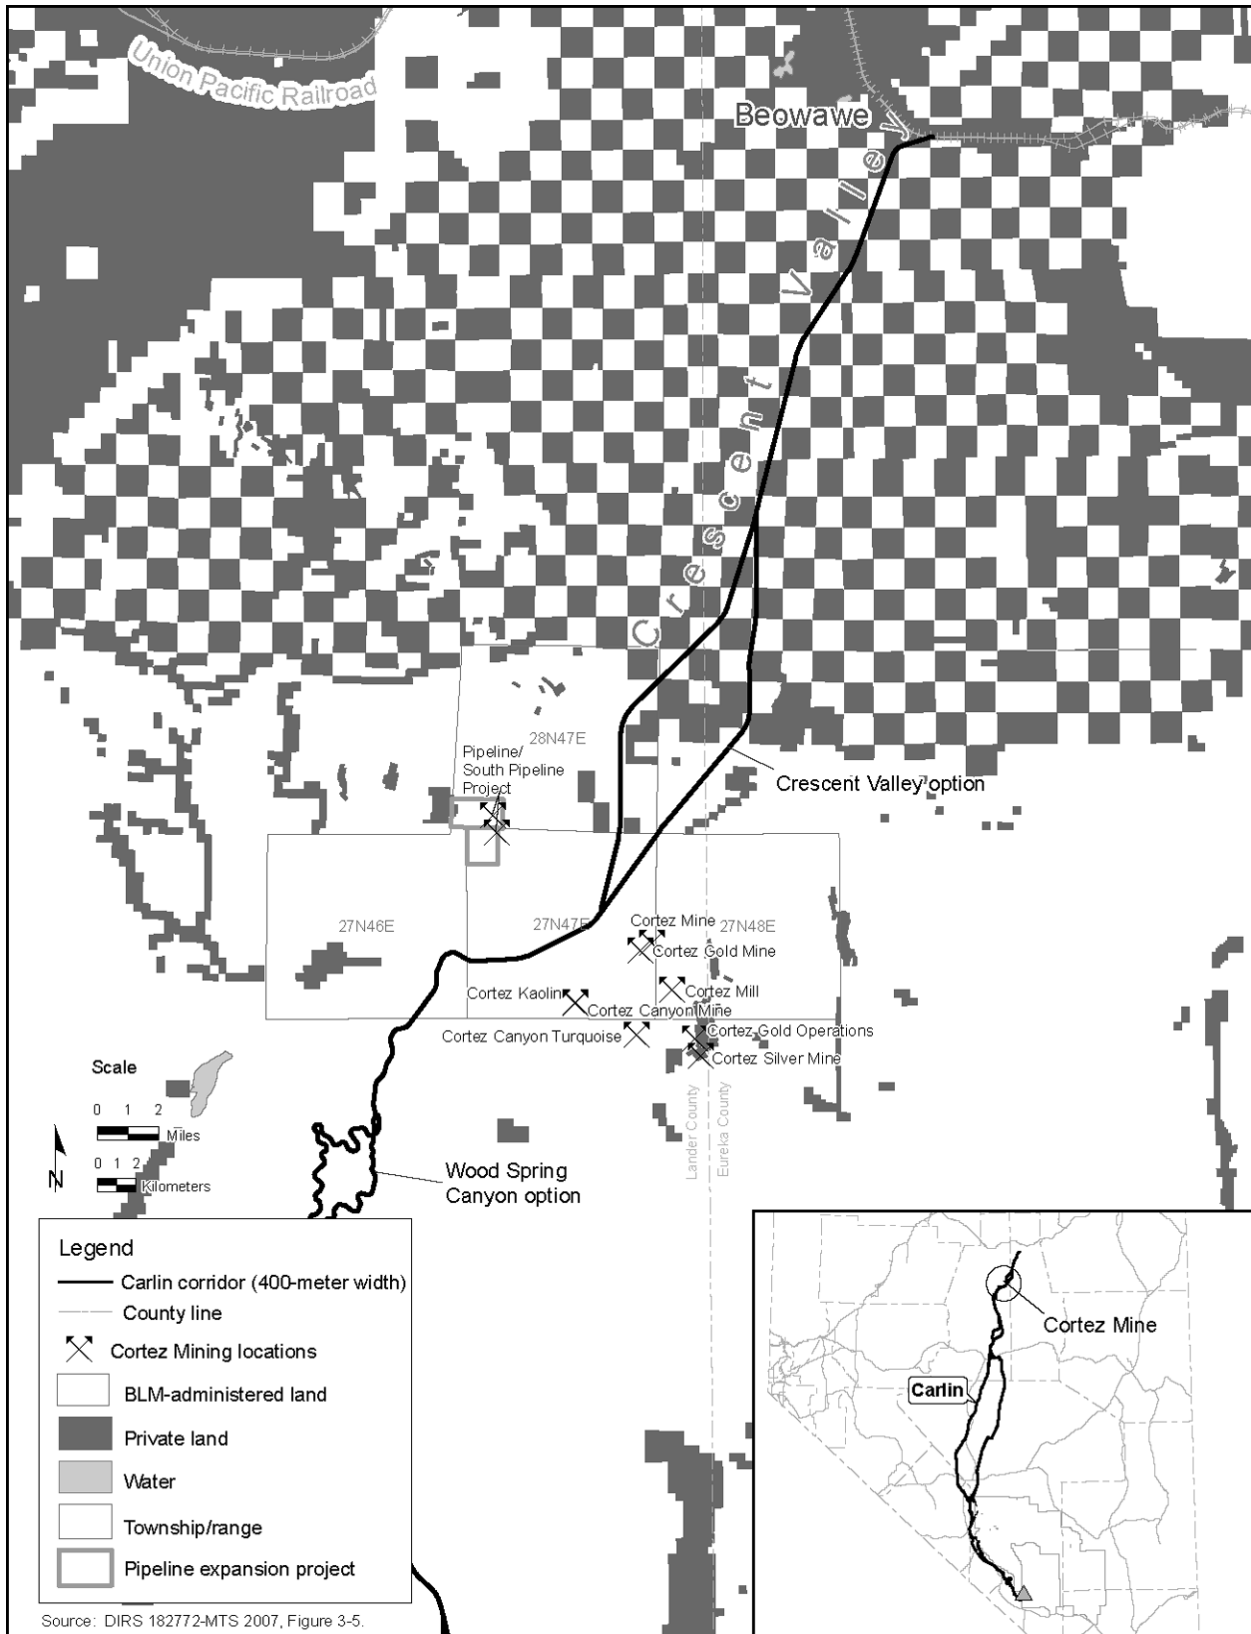 Union Pacific Railroad
Beowawe
Crescent Valley
28N47E
Pipeline/
South Pipeline
Project
Crescent Valley option
27N46E
27N47E
Cortez Mine
27N48E
Cortez Gold Mine
Cortez Kaolin
Cortez Mill
Cortez Canyon Mine
Cortez Canyon Turquoise
Cortez Gold Operations
Cortez Silver Mine
Lander County
Eureka County
Scale
0 1 2
Miles
0 1 2
Kilometers
N
Wood Spring
Canyon option
Legend
Carlin corridor (400-meter width)
County line
Cortez Mining locations
BLM-administered land
Private land
Water
Township/range
Pipeline expansion project
Source: DIRS 182772-MTS 2007, Figure 3-5.
Cortez Mine
Carlin